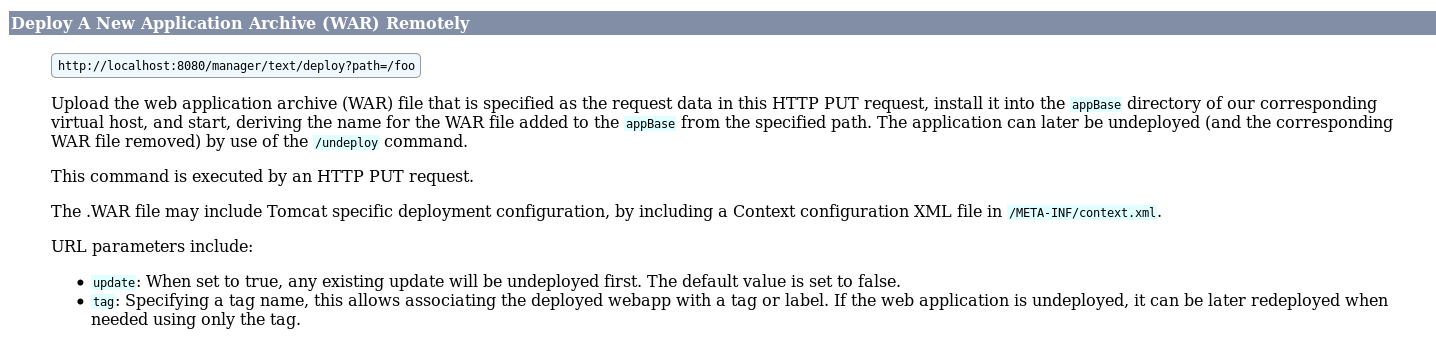 Deploy A New Application Archive (WAR) Remotely
http://localhost:8080/manager/text/deploy?path=/foo
Upload the web application archive (WAR) file that is specified as the request data in this HTTP PUT request, install it into the appBase directory of our corresponding
virtual host, and start, deriving the name for the WAR file added to the appBase from the specified path. The application can later be undeployed (and the corresponding
WAR file removed) by use of the /undeploy command.
This command is executed by an HTTP PUT request.
The .WAR file may include Tomcat specific deployment configuration, by including a Context configuration XML file in /META-INF/context.xml.
URL parameters include:
• update: When set to true, any existing update will be undeployed first. The default value is set to false.
• tag: Specifying a tag name, this allows associating the deployed webapp with a tag or label. If the web application is undeployed, it can be later redeployed when
needed using only the tag.